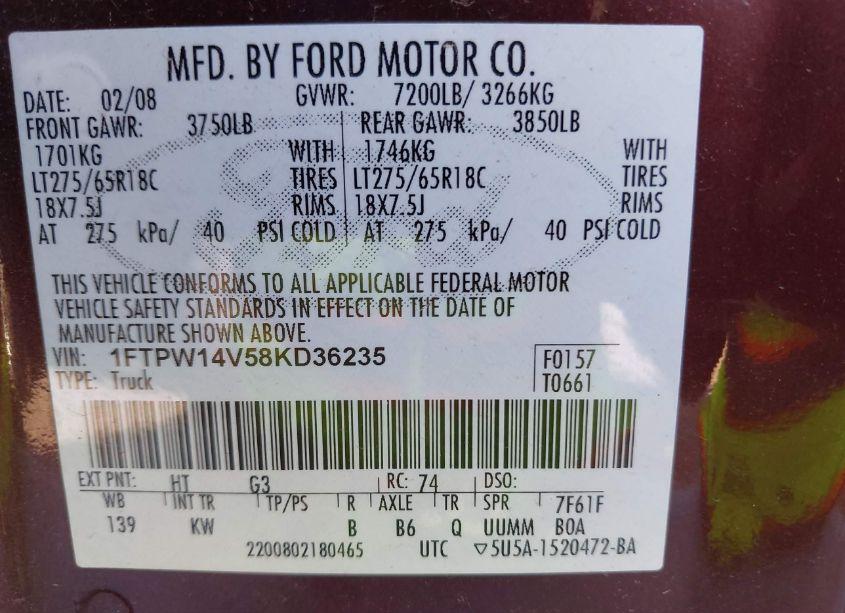 MFD. BY FORD MOTOR CO.
DATE: 02/08 GVWR: 7200LB/ 3266KG
FRONT GAWR: 3750LB REAR GAWR: 3850LB
1701KG WITH 1746KG WITH
LT275/65R18C TIRES LT275/65R18C TIRES
18X7.5J RIMS 18X7.5J RIMS
AT 275 kPa/ 40 PSI COLD AT 275 kPa/ 40 PSI COLD
THIS VEHICLE CONFORMS TO ALL APPLICABLE FEDERAL MOTOR
VEHICLE SAFETY STANDARDS IN EFFECT ON THE DATE OF
MANUFACTURE SHOWN ABOVE.
VIN: 1FTPW14V58KD36235 F0157
TYPE: Truck T0661
EXT PNT: HT G3 RC: 74 DSO:
WB INT TR TP/PS R AXLE TR SPR 7F61F
139 KW B B6 Q UUMM BOA
2200802180465 UTC ▽5U5A-1520472-BA